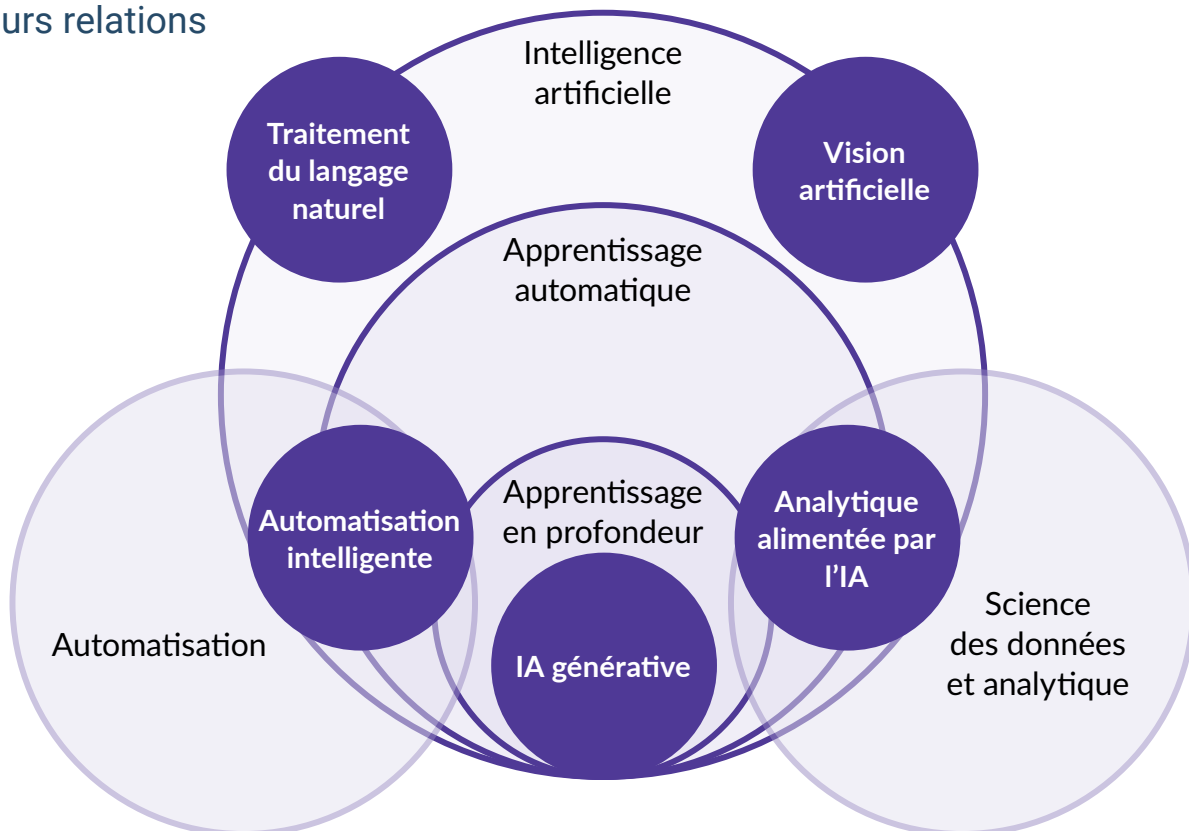 urs relations
Intelligence
artificielle
Traitement
du langage
naturel
Vision
artificielle
Apprentissage
automatique
Automatisation
intelligente
Apprentissage
en profondeur
Analytique
alimentée par
l’IA
Automatisation
IA générative
Science
des données
et analytique